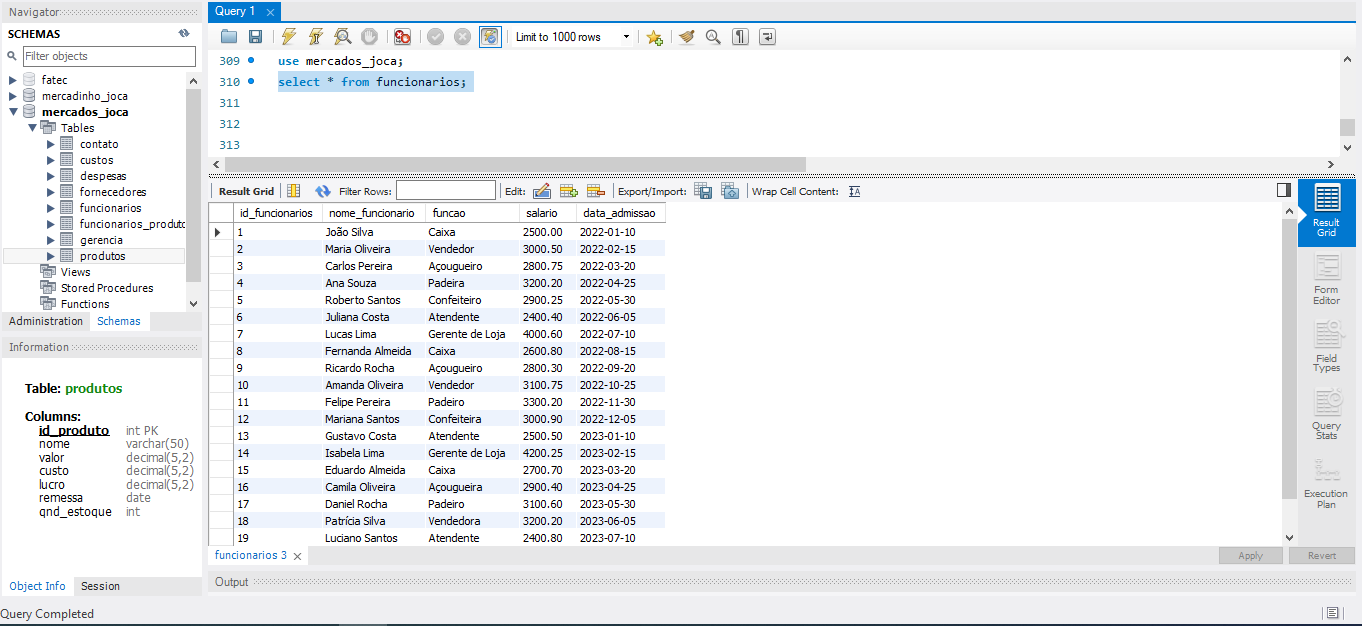 Navigator
SCHEMAS
Filter objects
fatec
mercadinho_joca
mercados_joca
Tables
contato
custos
despesas
fornecedores
funcionarios
funcionarios_produto
gerencia
produtos
Views
Stored Procedures
Functions
Administration Schemas
Information
Table: produtos
Columns:
id_produto int PK
nome varchar(50)
valor decimal(5,2)
custo decimal(5,2)
lucro decimal(5,2)
remessa date
qnd_estoque int
Object Info Session
Query Completed
Query 1
Limit to 1000 rows
309 use mercados_joca;
310 select * from funcionarios;
311
312
313
Result Grid Filter Rows: Edit: Export/Import: Wrap Cell Content:
id_funcionarios nome_funcionario funcao salario data_admissao
1 João Silva Caixa 2500.00 2022-01-10
2 Maria Oliveira Vendedor 3000.50 2022-02-15
3 Carlos Pereira Açougueiro 2800.75 2022-03-20
4 Ana Souza Padeira 3200.20 2022-04-25
5 Roberto Santos Confeiteiro 2900.25 2022-05-30
6 Juliana Costa Atendente 2400.40 2022-06-05
7 Lucas Lima Gerente de Loja 4000.60 2022-07-10
8 Fernanda Almeida Caixa 2600.80 2022-08-15
9 Ricardo Rocha Açougueiro 2800.30 2022-09-20
10 Amanda Oliveira Vendedor 3100.75 2022-10-25
11 Felipe Pereira Padeiro 3300.20 2022-11-30
12 Mariana Santos Confeiteira 3000.90 2022-12-05
13 Gustavo Costa Atendente 2500.50 2023-01-10
14 Isabela Lima Gerente de Loja 4200.25 2023-02-15
15 Eduardo Almeida Caixa 2700.70 2023-03-20
16 Camila Oliveira Açougueira 2900.40 2023-04-25
17 Daniel Rocha Padeiro 3100.60 2023-05-30
18 Patrícia Silva Vendedora 3200.20 2023-06-05
19 Luciano Santos Atendente 2400.80 2023-07-10
funcionarios 3
Apply Revert
Output
Result
Grid
Form
Editor
Field
Types
Query
Stats
Execution
Plan